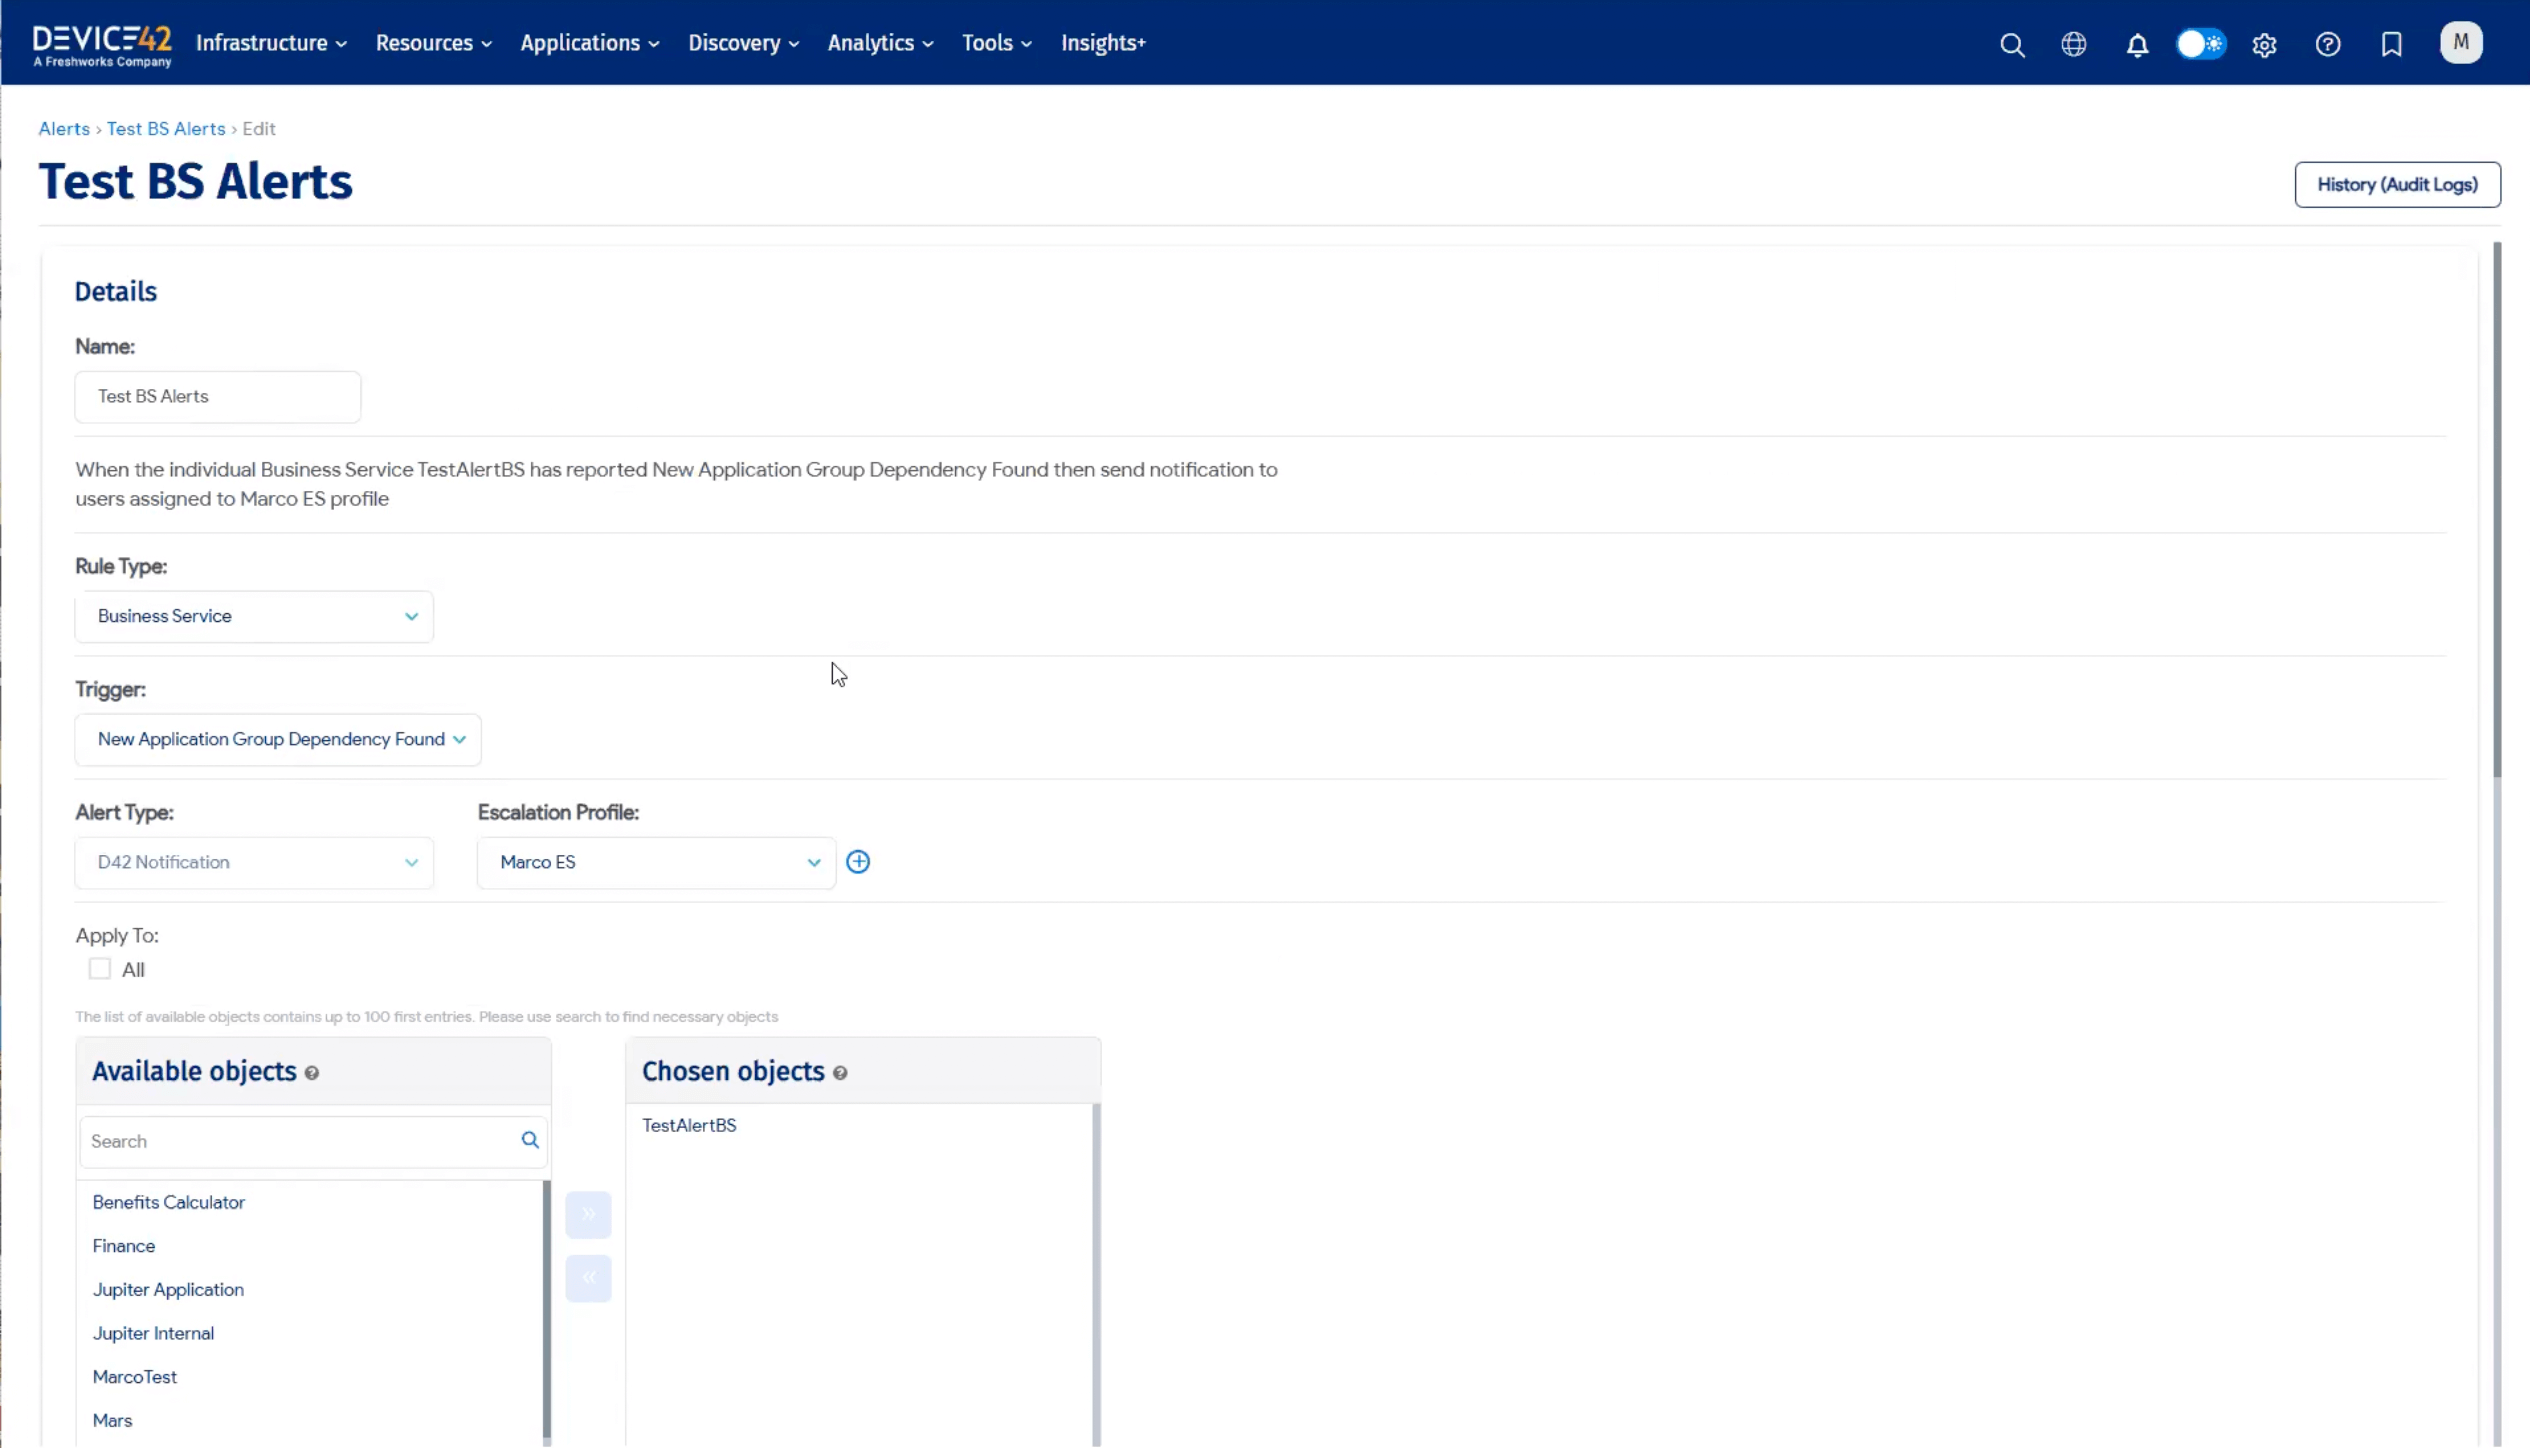 DEVICE42
A Freshworks Company
Infrastructure
Resources
Applications
Discovery
Analytics
Tools
Insights+
M
Alerts › Test BS Alerts › Edit
Test BS Alerts
History (Audit Logs)
Details
Name:
Test BS Alerts
When the individual Business Service TestAlertBS has reported New Application Group Dependency Found then send notification to
users assigned to Marco ES profile
Rule Type:
Business Service
Trigger:
New Application Group Dependency Found
Alert Type:
Escalation Profile:
D42 Notification
Marco ES
Apply To:
All
The list of available objects contains up to 100 first entries. Please use search to find necessary objects
Available objects
Chosen objects
Search
TestAlertBS
Benefits Calculator
Finance
Jupiter Application
Jupiter Internal
MarcoTest
Mars